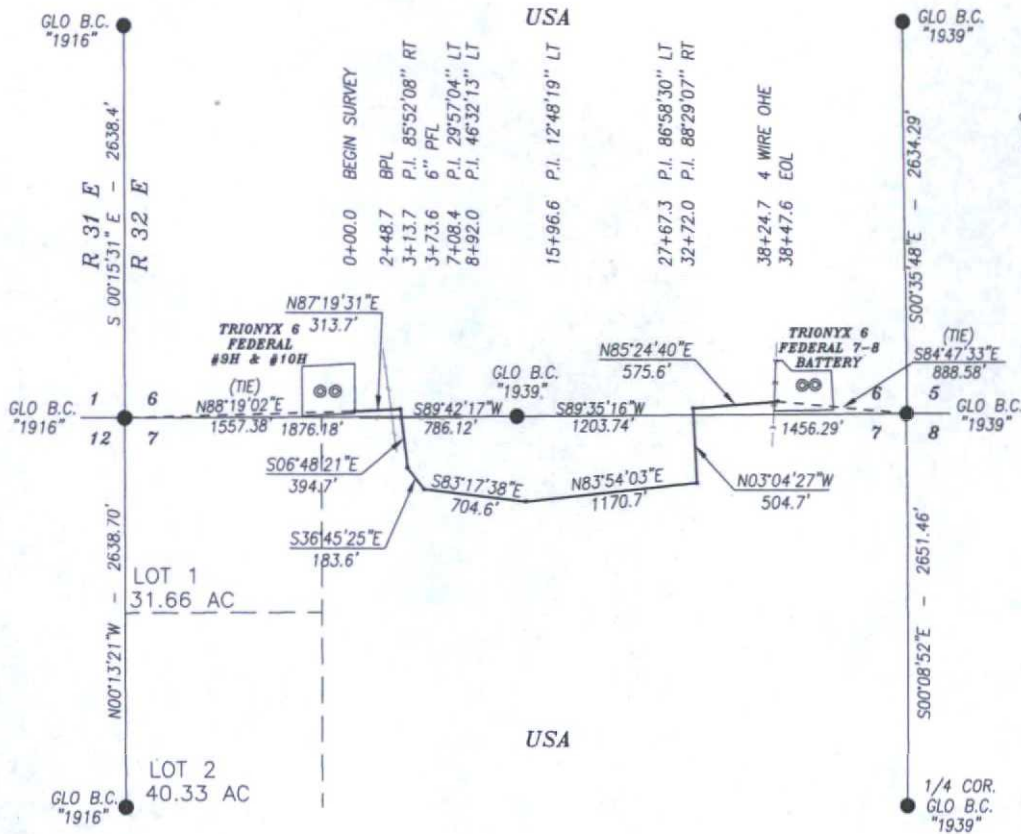 USA
GLO B.C.
"1916"
GLO B.C.
"1939"
S 00°15'31" E - 2638.4'
R 31 E
R 32 E
0+00.0 BEGIN SURVEY
2+48.7 BPL
3+13.7 P.I. 85°52'08" RT
3+73.6 6" PFL
7+08.4 P.I. 29°57'04" LT
8+92.0 P.I. 46°32'13" LT
15+96.6 P.I. 12°48'19" LT
27+67.3 P.I. 86°58'30" LT
32+72.0 P.I. 88°29'07" RT
38+24.7 4 WIRE OHE
38+47.6 EOL
S00°35'48"E - 2634.29'
N87°19'31"E
313.7'
TRIONYX 6
FEDERAL
#9H & #10H
(TIE)
N88°19'02"E
1557.38'
1876.18'
GLO B.C.
"1939"
S89°42'17"W
786.12'
S89°35'16"W
1203.74'
N85°24'40"E
575.6'
TRIONYX 6
FEDERAL 7-8
BATTERY
(TIE)
S84°47'33"E
888.58'
1456.29'
GLO B.C.
"1916"
1
6
12
7
6
5
7
8
GLO B.C.
"1939"
S06°48'21"E
394.7'
S83°17'38"E
704.6'
N83°54'03"E
1170.7'
N03°04'27"W
504.7'
S36°45'25"E
183.6'
N00°13'21"W - 2638.70'
LOT 1
31.66 AC
S00°08'52"E - 2651.46'
USA
LOT 2
40.33 AC
GLO B.C.
"1916"
1/4 COR.
GLO B.C.
"1939"